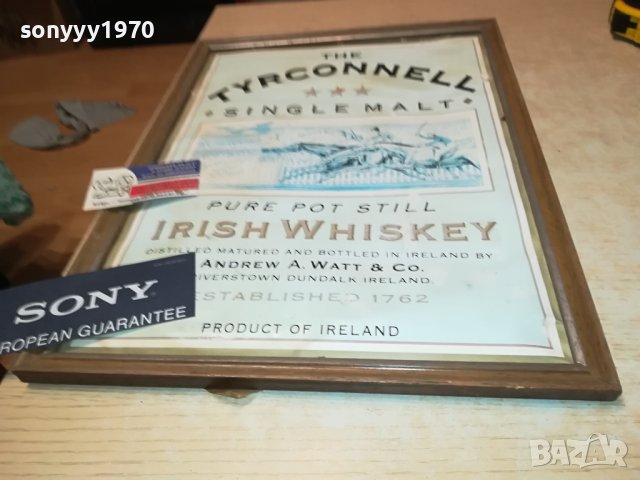 sonyyy1970
THE
TYRCONNELL
SINGLE MALT
PURE POT STILL
IRISH WHISKEY
DISTILLED MATURED AND BOTTLED IN IRELAND BY
ANDREW A. WATT & CO.
RIVERSTOWN DUNDALK IRELAND.
ESTABLISHED 1762
PRODUCT OF IRELAND
SONY
ROPEAN GUARANTEE
BAZAR
bg